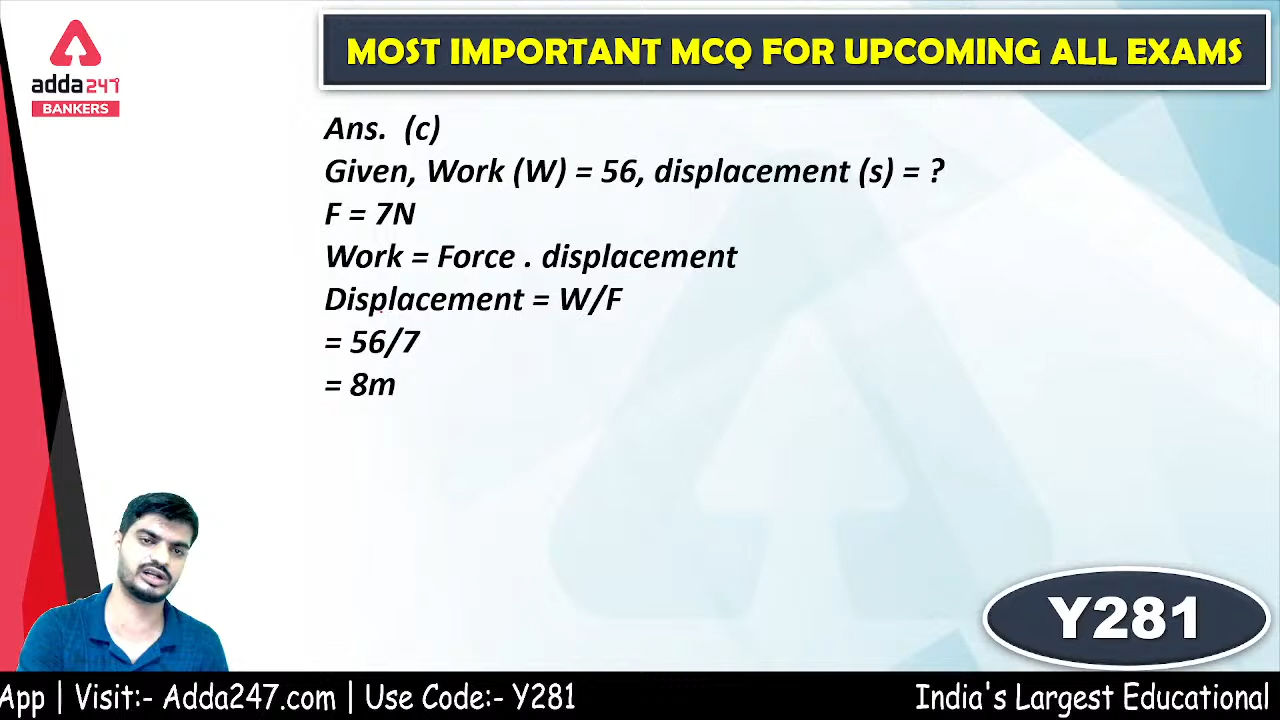 adda247
BANKERS
MOST IMPORTANT MCQ FOR UPCOMING ALL EXAMS
Ans. (c)
Given, Work (W) = 56, displacement (s) = ?
F = 7N
Work = Force . displacement
Displacement = W/F
= 56/7
= 8m
Y281
App | Visit:- Adda247.com | Use Code:- Y281
India's Largest Educational